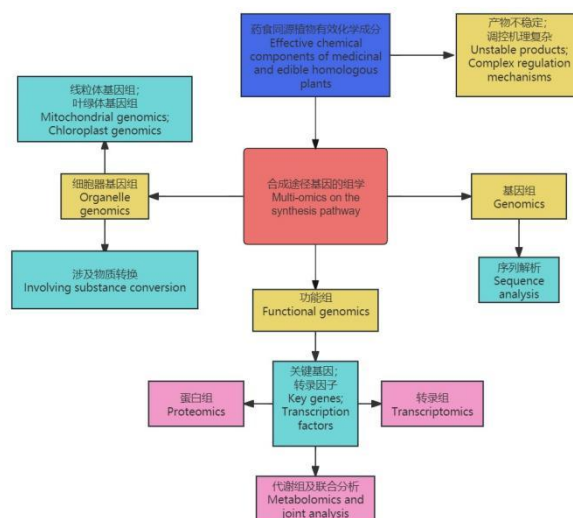 药食同源植物有效化学成分
Effective chemical
components of medicinal
and edible homologous
plants
产物不稳定;
调控机理复杂
Unstable products;
Complex regulation
mechanisms
线粒体基因组;
叶绿体基因组
Mitochondrial genomics;
Chloroplast genomics
细胞器基因组
Organelle
genomics
合成途径基因的组学
Multi-omics on the
synthesis pathway
基因组
Genomics
涉及物质转换
Involving substance conversion
序列解析
Sequence
analysis
功能组
Functional genomics
关键基因;
转录因子
Key genes;
Transcription
factors
蛋白组
Proteomics
转录组
Transcriptomics
代谢组及联合分析
Metabolomics and
joint analysis